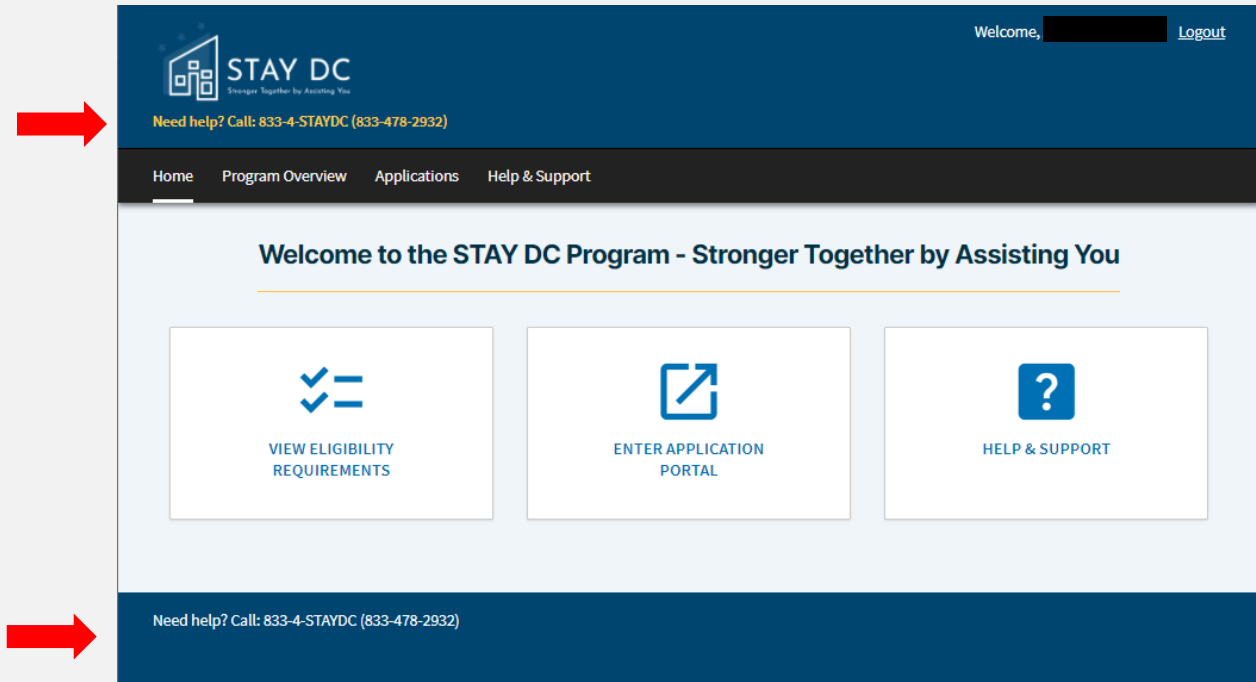 Welcome, Logout
STAY DC
Stronger Together by Assisting You
Need help? Call: 833-4-STAYDC (833-478-2932)
Home Program Overview Applications Help & Support
Welcome to the STAY DC Program - Stronger Together by Assisting You
VIEW ELIGIBILITY
REQUIREMENTS
ENTER APPLICATION
PORTAL
HELP & SUPPORT
Need help? Call: 833-4-STAYDC (833-478-2932)